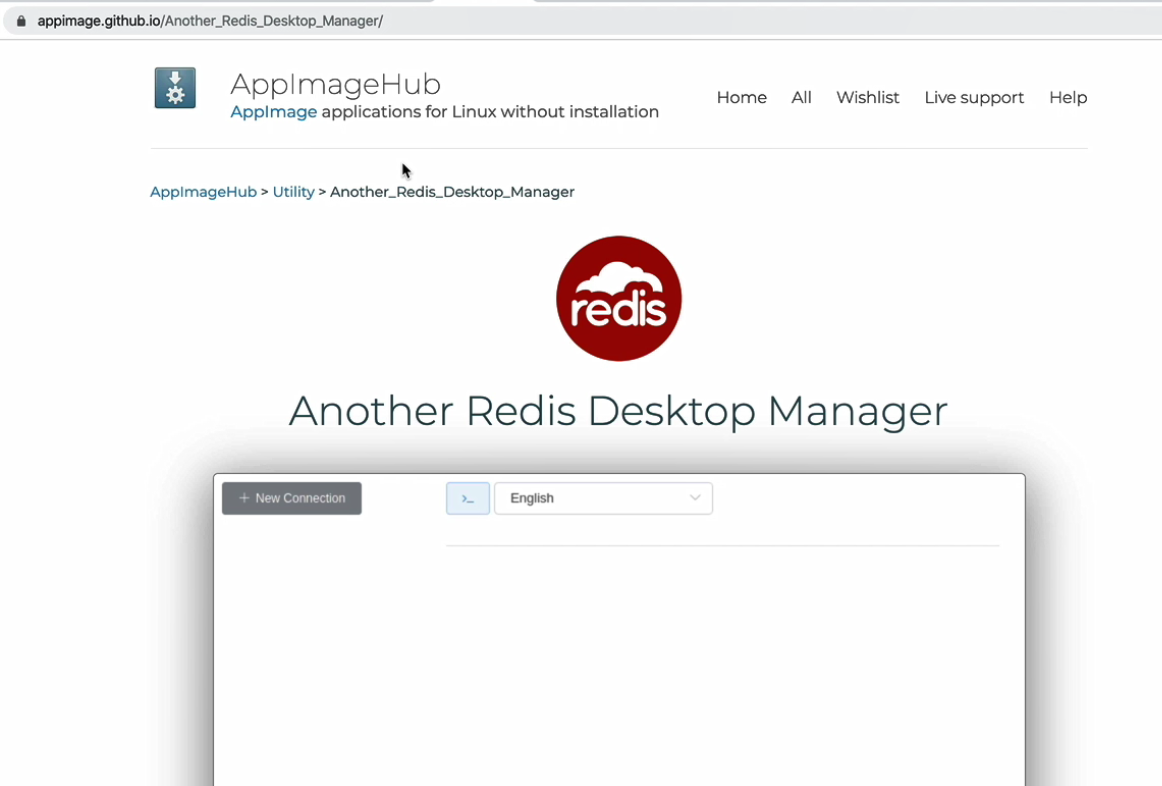 appimage.github.io/Another_Redis_Desktop_Manager/
AppImageHub
AppImage applications for Linux without installation
Home All Wishlist Live support Help
AppImageHub > Utility > Another_Redis_Desktop_Manager
redis
Another Redis Desktop Manager
+ New Connection >_ English